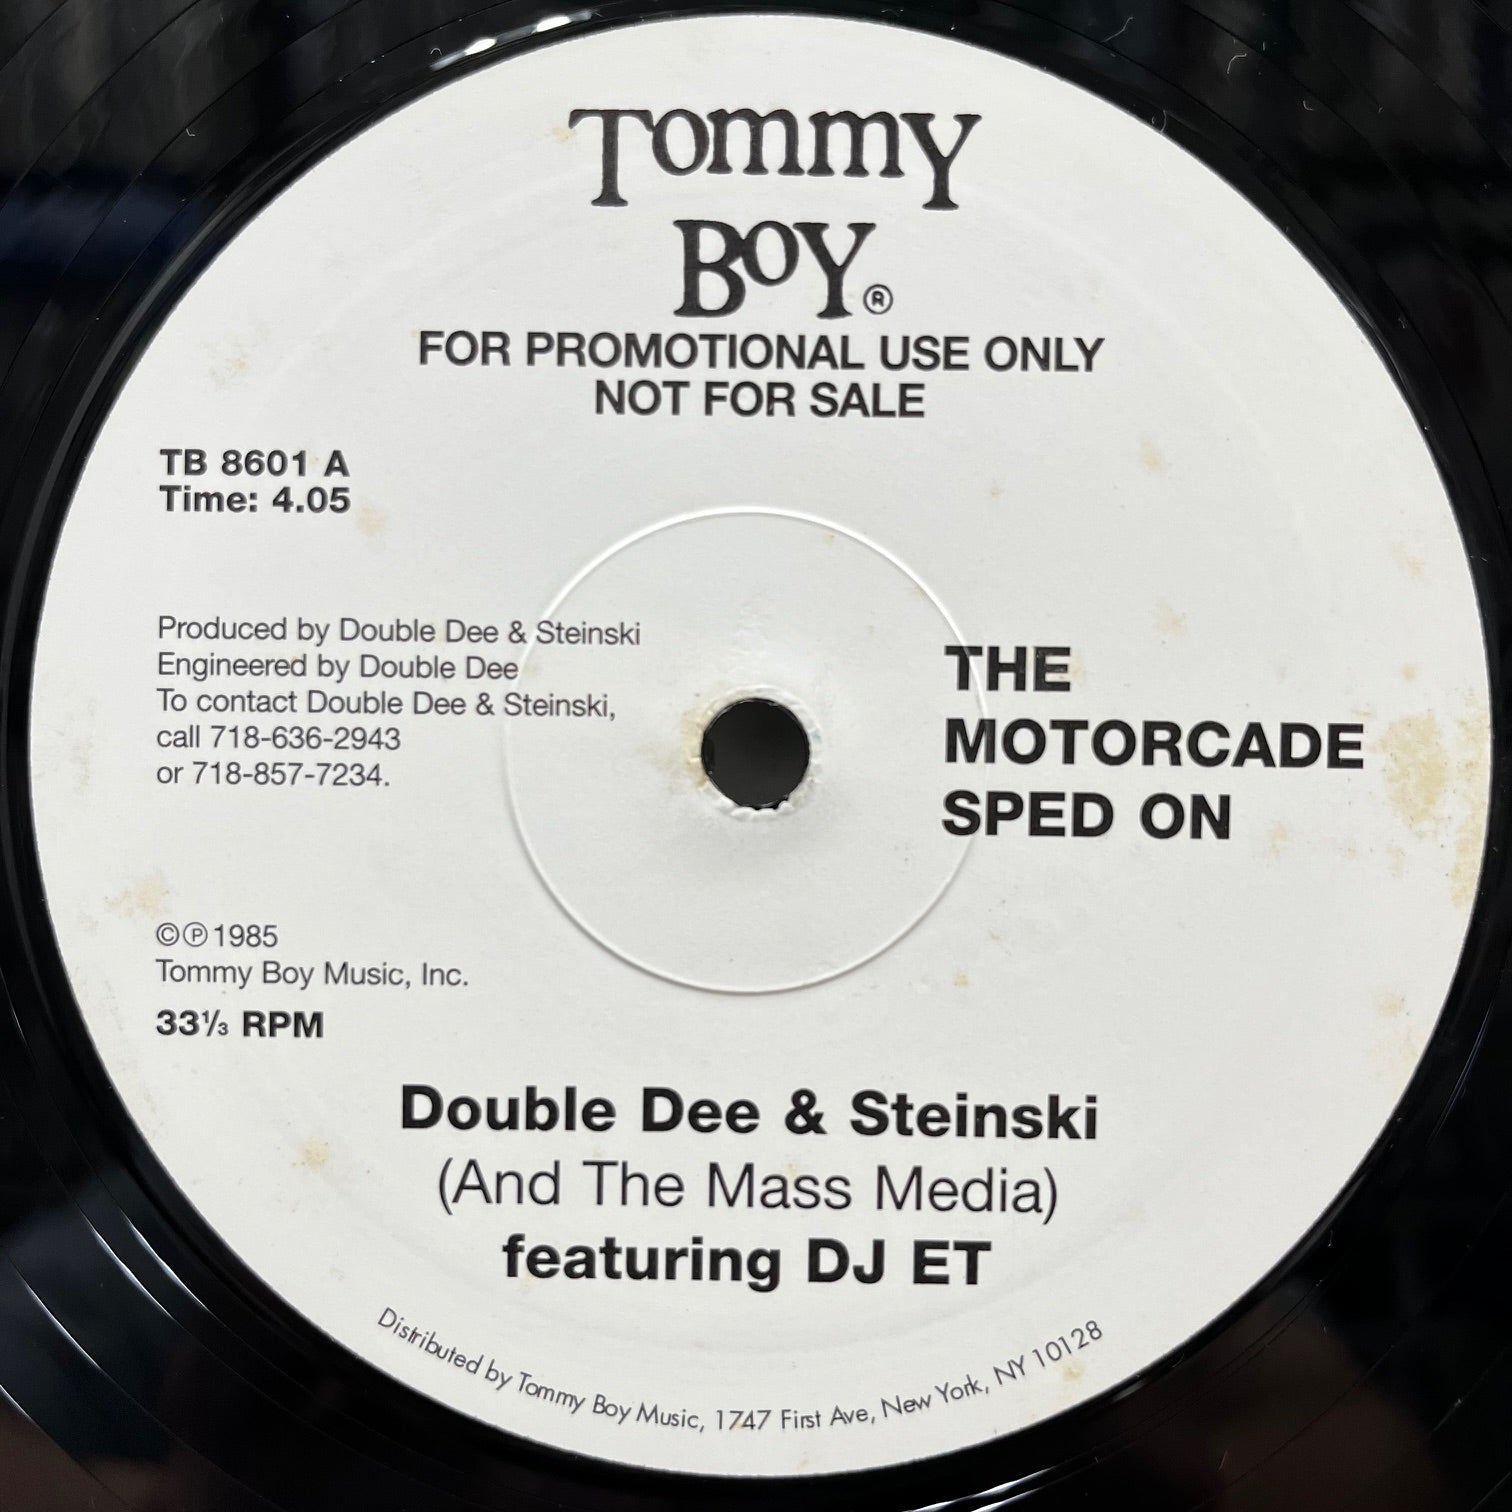 Tommy
Boy®
FOR PROMOTIONAL USE ONLY
NOT FOR SALE
TB 8601 A
Time: 4.05
Produced by Double Dee & Steinski
Engineered by Double Dee
To contact Double Dee & Steinski,
call 718-636-2943
or 718-857-7234.
THE
MOTORCADE
SPED ON
©℗1985
Tommy Boy Music, Inc.
33⅓ RPM
Double Dee & Steinski
(And The Mass Media)
featuring DJ ET
Distributed by Tommy Boy Music, 1747 First Ave, New York, NY 10128